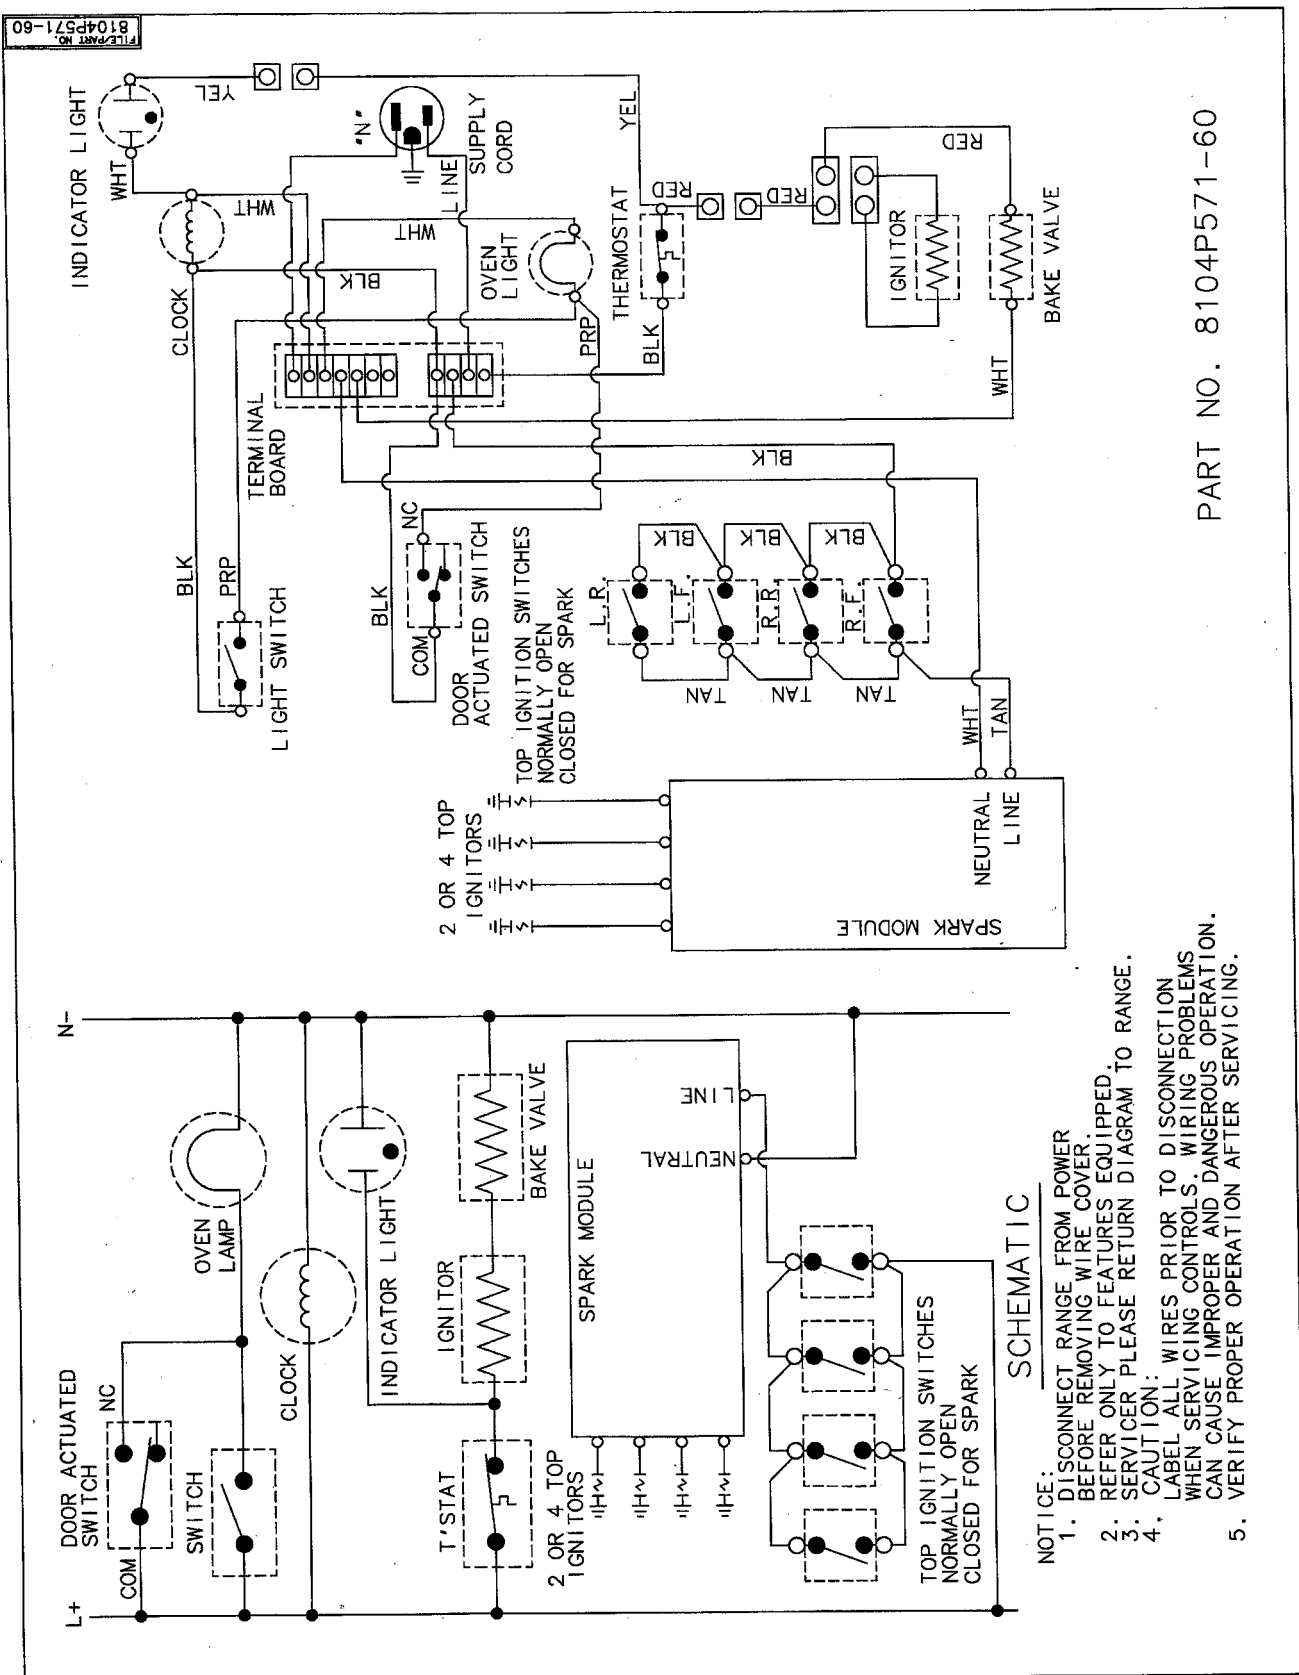 FILE/PART NO.
8104P571-60
INDICATOR LIGHT
YEL
WHT
"N"
SUPPLY
CORD
LINE
YEL
CLOCK
WHT
WHT
BLK
OVEN
LIGHT
THERMOSTAT
RED
RED
RED
IGNITOR
BAKE VALVE
PRP
BLK
WHT
TERMINAL
BOARD
BLK
PRP
LIGHT SWITCH
BLK
NC
COM
DOOR
ACTUATED SWITCH
TOP IGNITION SWITCHES
NORMALLY OPEN
CLOSED FOR SPARK
BLK
BLK
BLK
BLK
L.R.
L.F.
R.R.
R.F.
TAN
TAN
TAN
WHT
TAN
2 OR 4 TOP
IGNITORS
NEUTRAL
LINE
SPARK MODULE
PART NO. 8104P571-60
L+
N-
DOOR ACTUATED
SWITCH
COM
NC
OVEN
LAMP
SWITCH
CLOCK
INDICATOR LIGHT
T'STAT
IGNITOR
BAKE VALVE
2 OR 4 TOP
IGNITORS
SPARK MODULE
LINE
NEUTRAL
TOP IGNITION SWITCHES
NORMALLY OPEN
CLOSED FOR SPARK
SCHEMATIC
NOTICE:
1. DISCONNECT RANGE FROM POWER
BEFORE REMOVING WIRE COVER.
2. REFER ONLY TO FEATURES EQUIPPED.
3. SERVICER PLEASE RETURN DIAGRAM TO RANGE.
4. CAUTION:
LABEL ALL WIRES PRIOR TO DISCONNECTION
WHEN SERVICING CONTROLS. WIRING PROBLEMS
CAN CAUSE IMPROPER AND DANGEROUS OPERATION.
5. VERIFY PROPER OPERATION AFTER SERVICING.